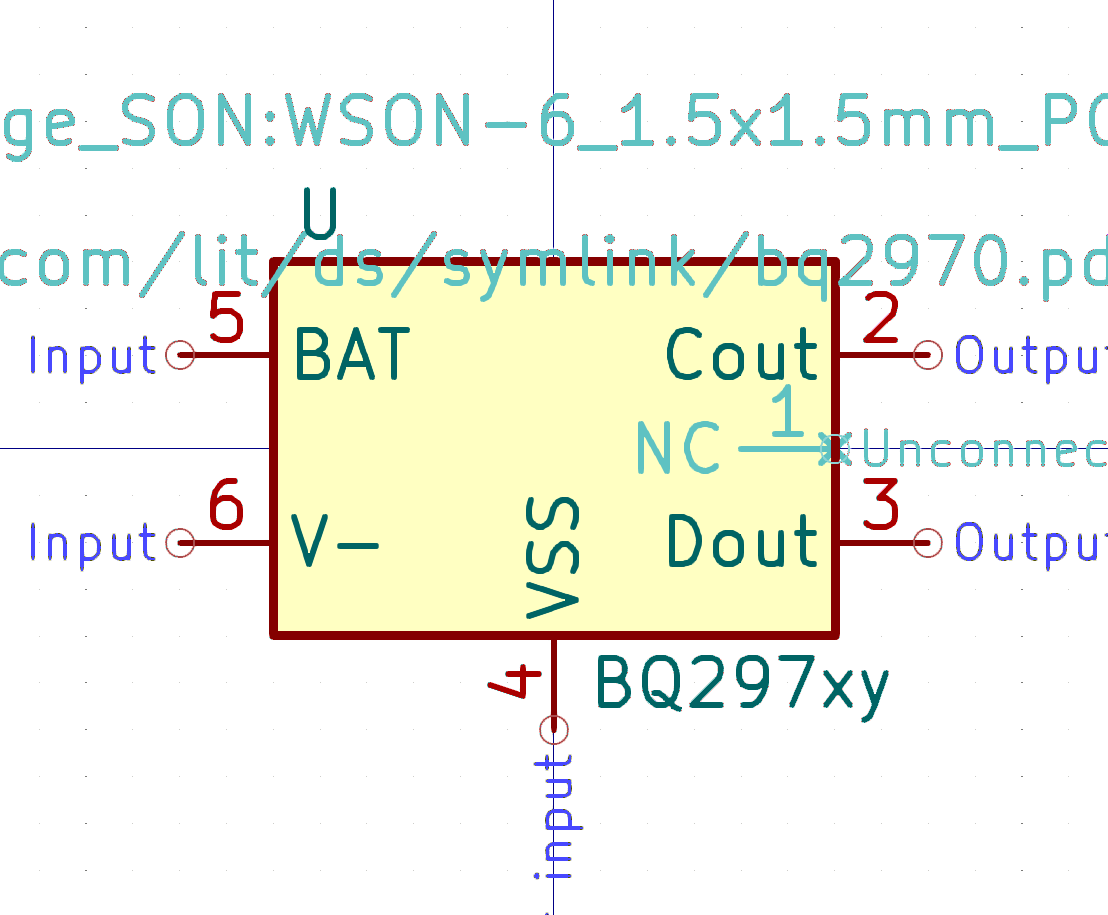 ge_SON:WSON-6_1.5x1.5mm_P
U
com/lit/ds/symlink/bq2970.pd
5 2
Input BAT Cout Output
1
NC Unconnec
6 3
Input V- Dout Output
VSS
4 BQ297xy
input